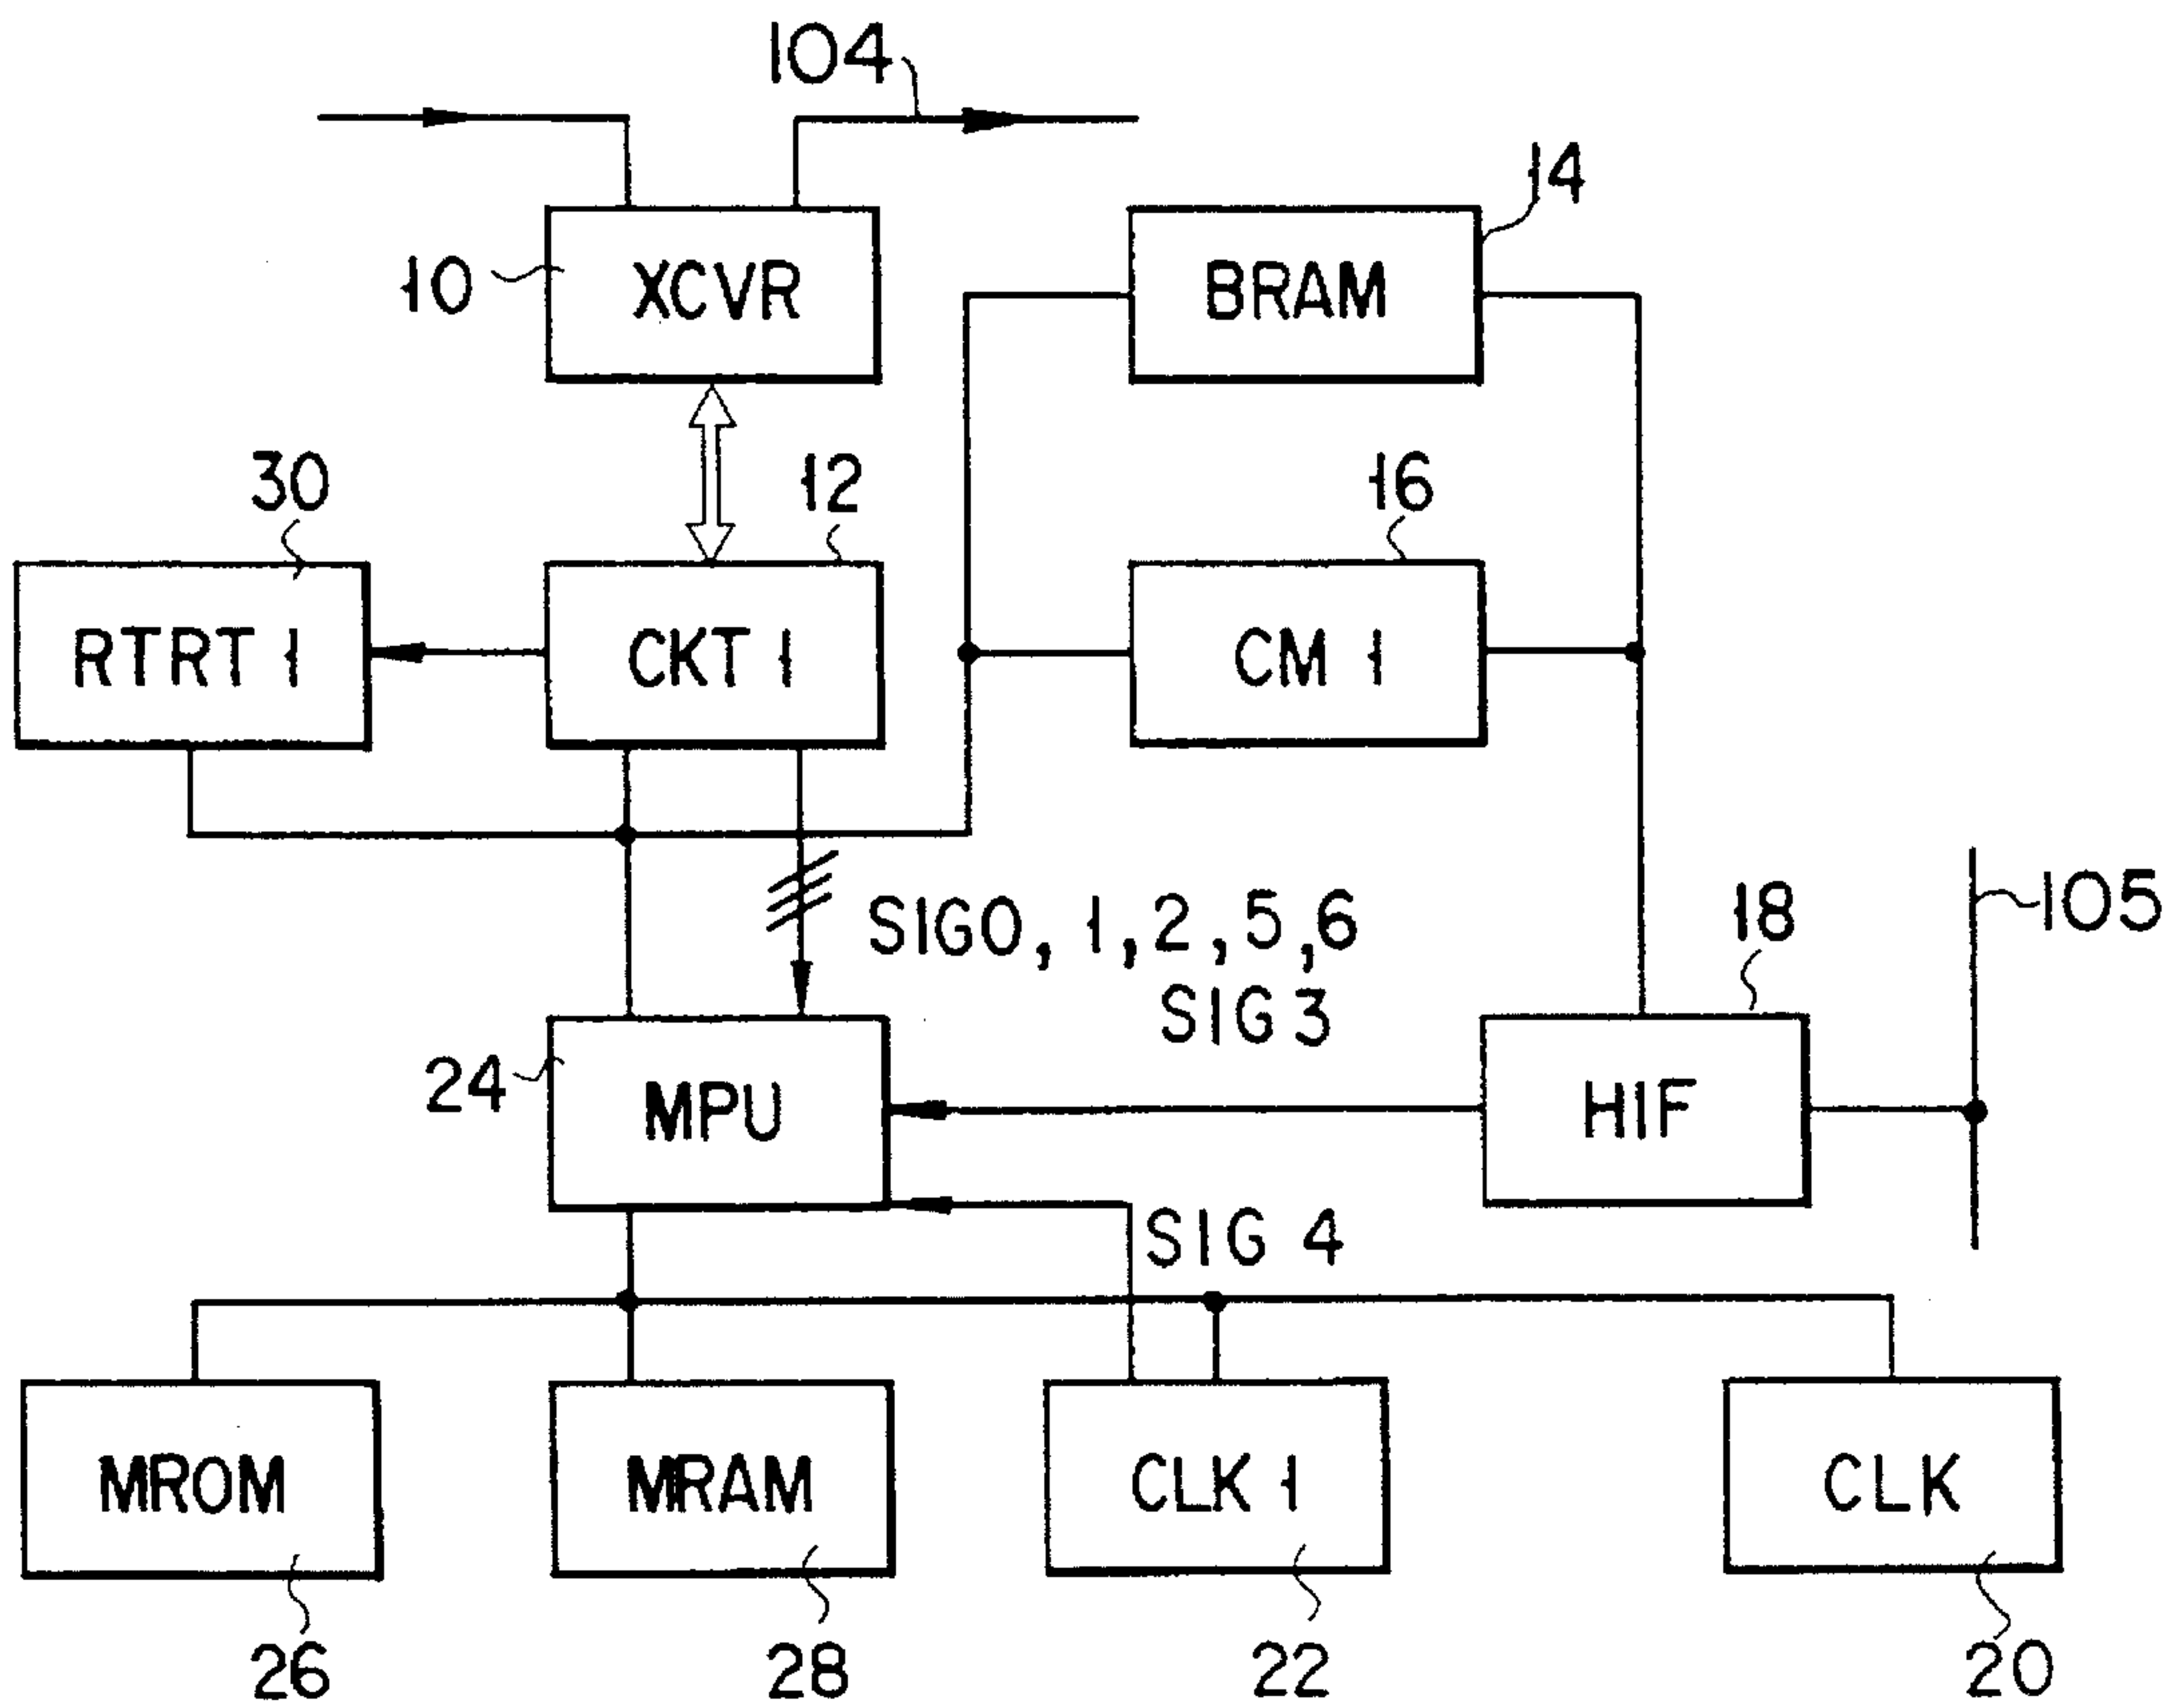 104
14
10
XCVR
BRAM
30
12
16
RTRT 1
CKT 1
CM 1
SIG0, 1, 2, 5, 6
18
105
SIG 3
24
MPU
HIF
SIG 4
MROM
MRAM
CLK 1
CLK
26
28
22
20